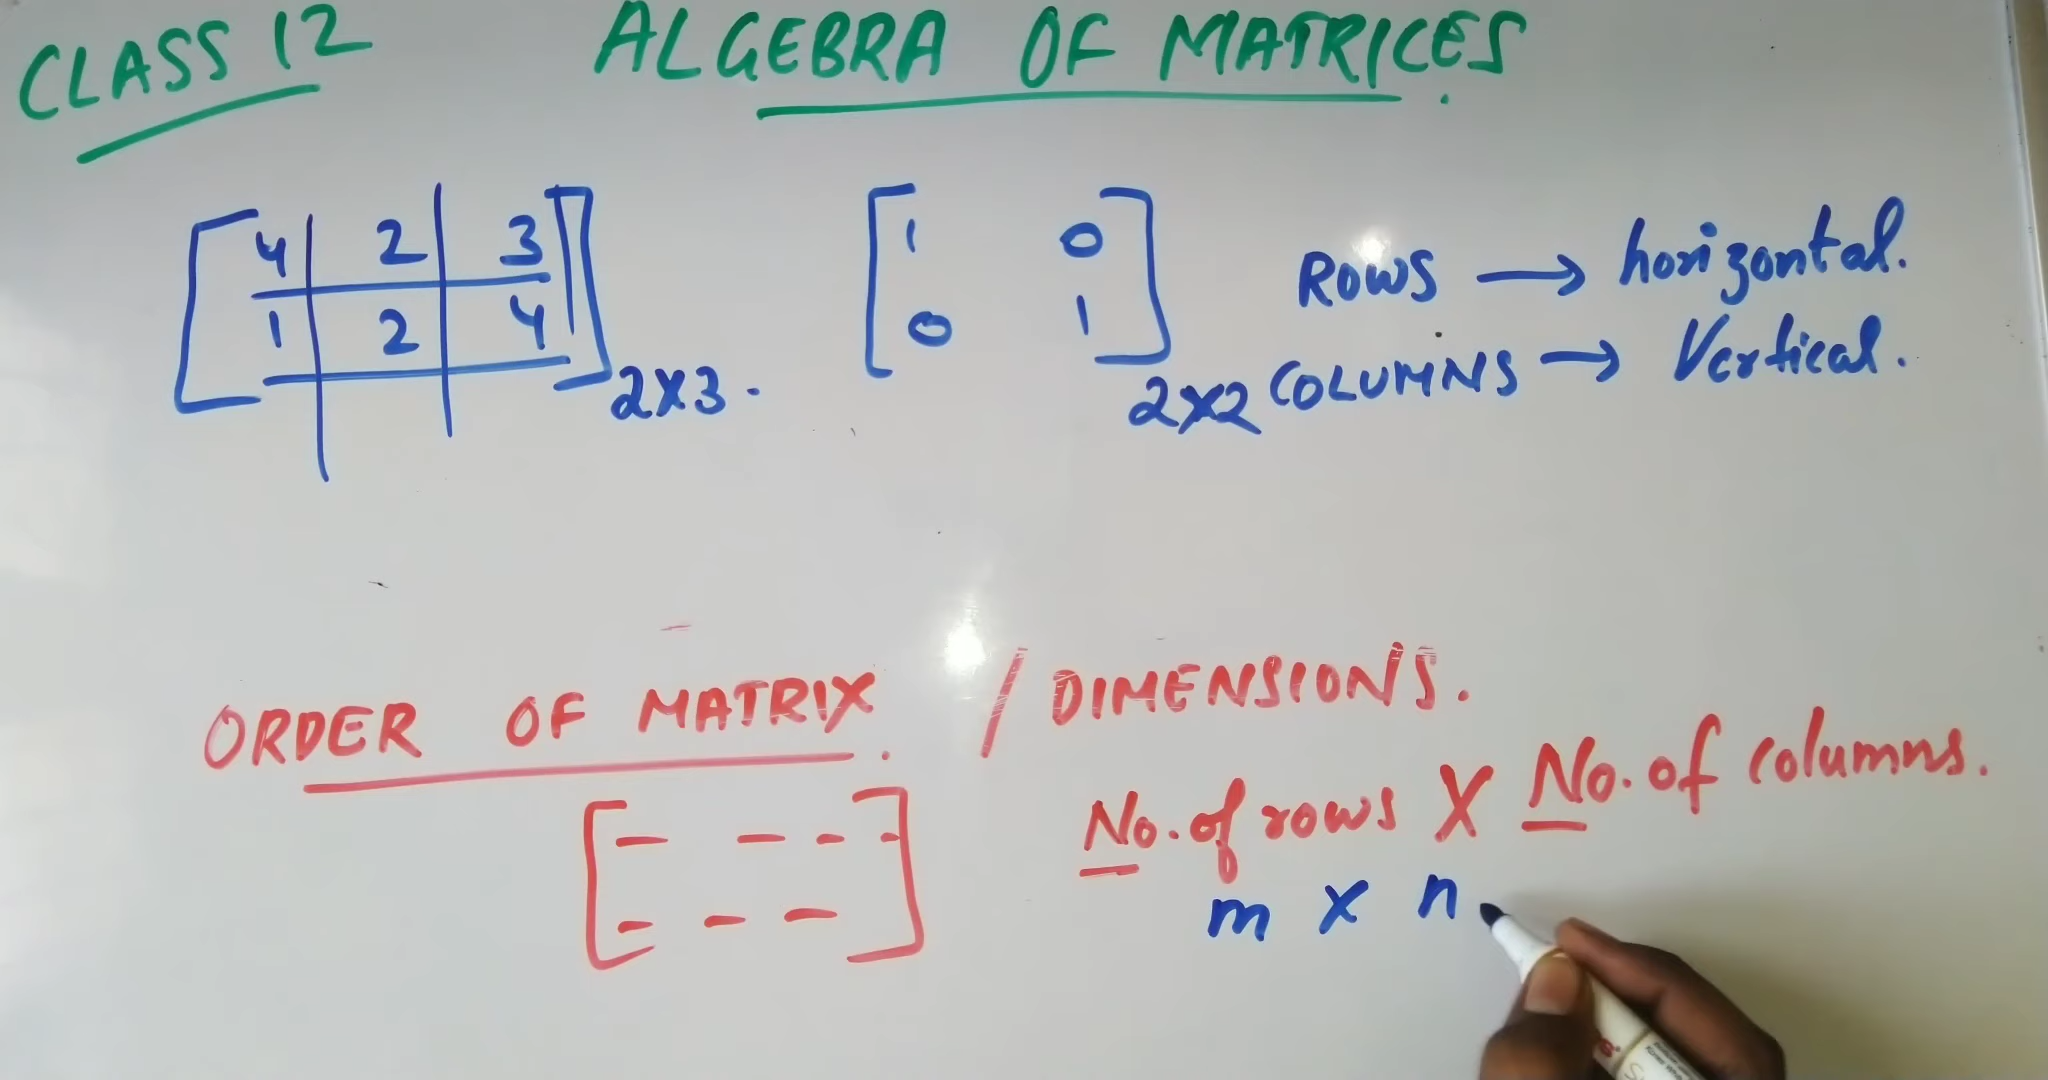 CLASS 12 ALGEBRA OF MATRICES
4 2 3
1 2 4
2X3.
1 0
0 1
2X2
ROWS → horizontal.
COLUMNS → Vertical.
ORDER OF MATRIX. / DIMENSIONS.
No. of rows X No. of columns.
m x n